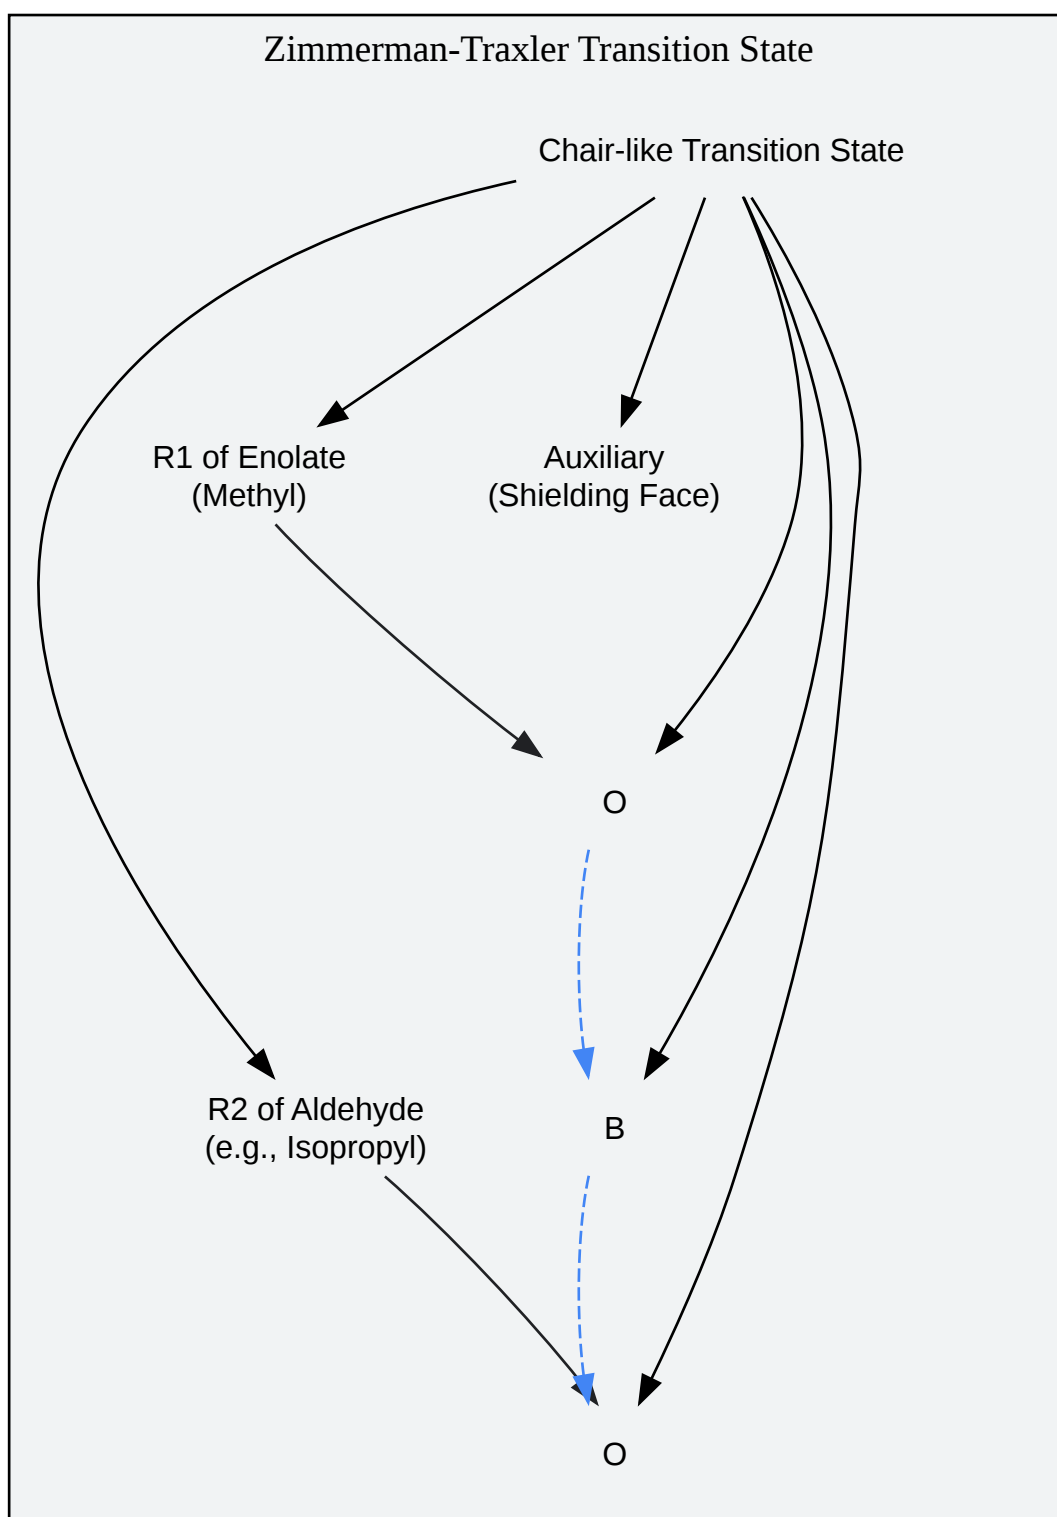 Zimmerman-Traxler Transition State
Chair-like Transition State
R1 of Enolate
(Methyl)
Auxiliary
(Shielding Face)
O
R2 of Aldehyde
(e.g., Isopropyl)
B
O